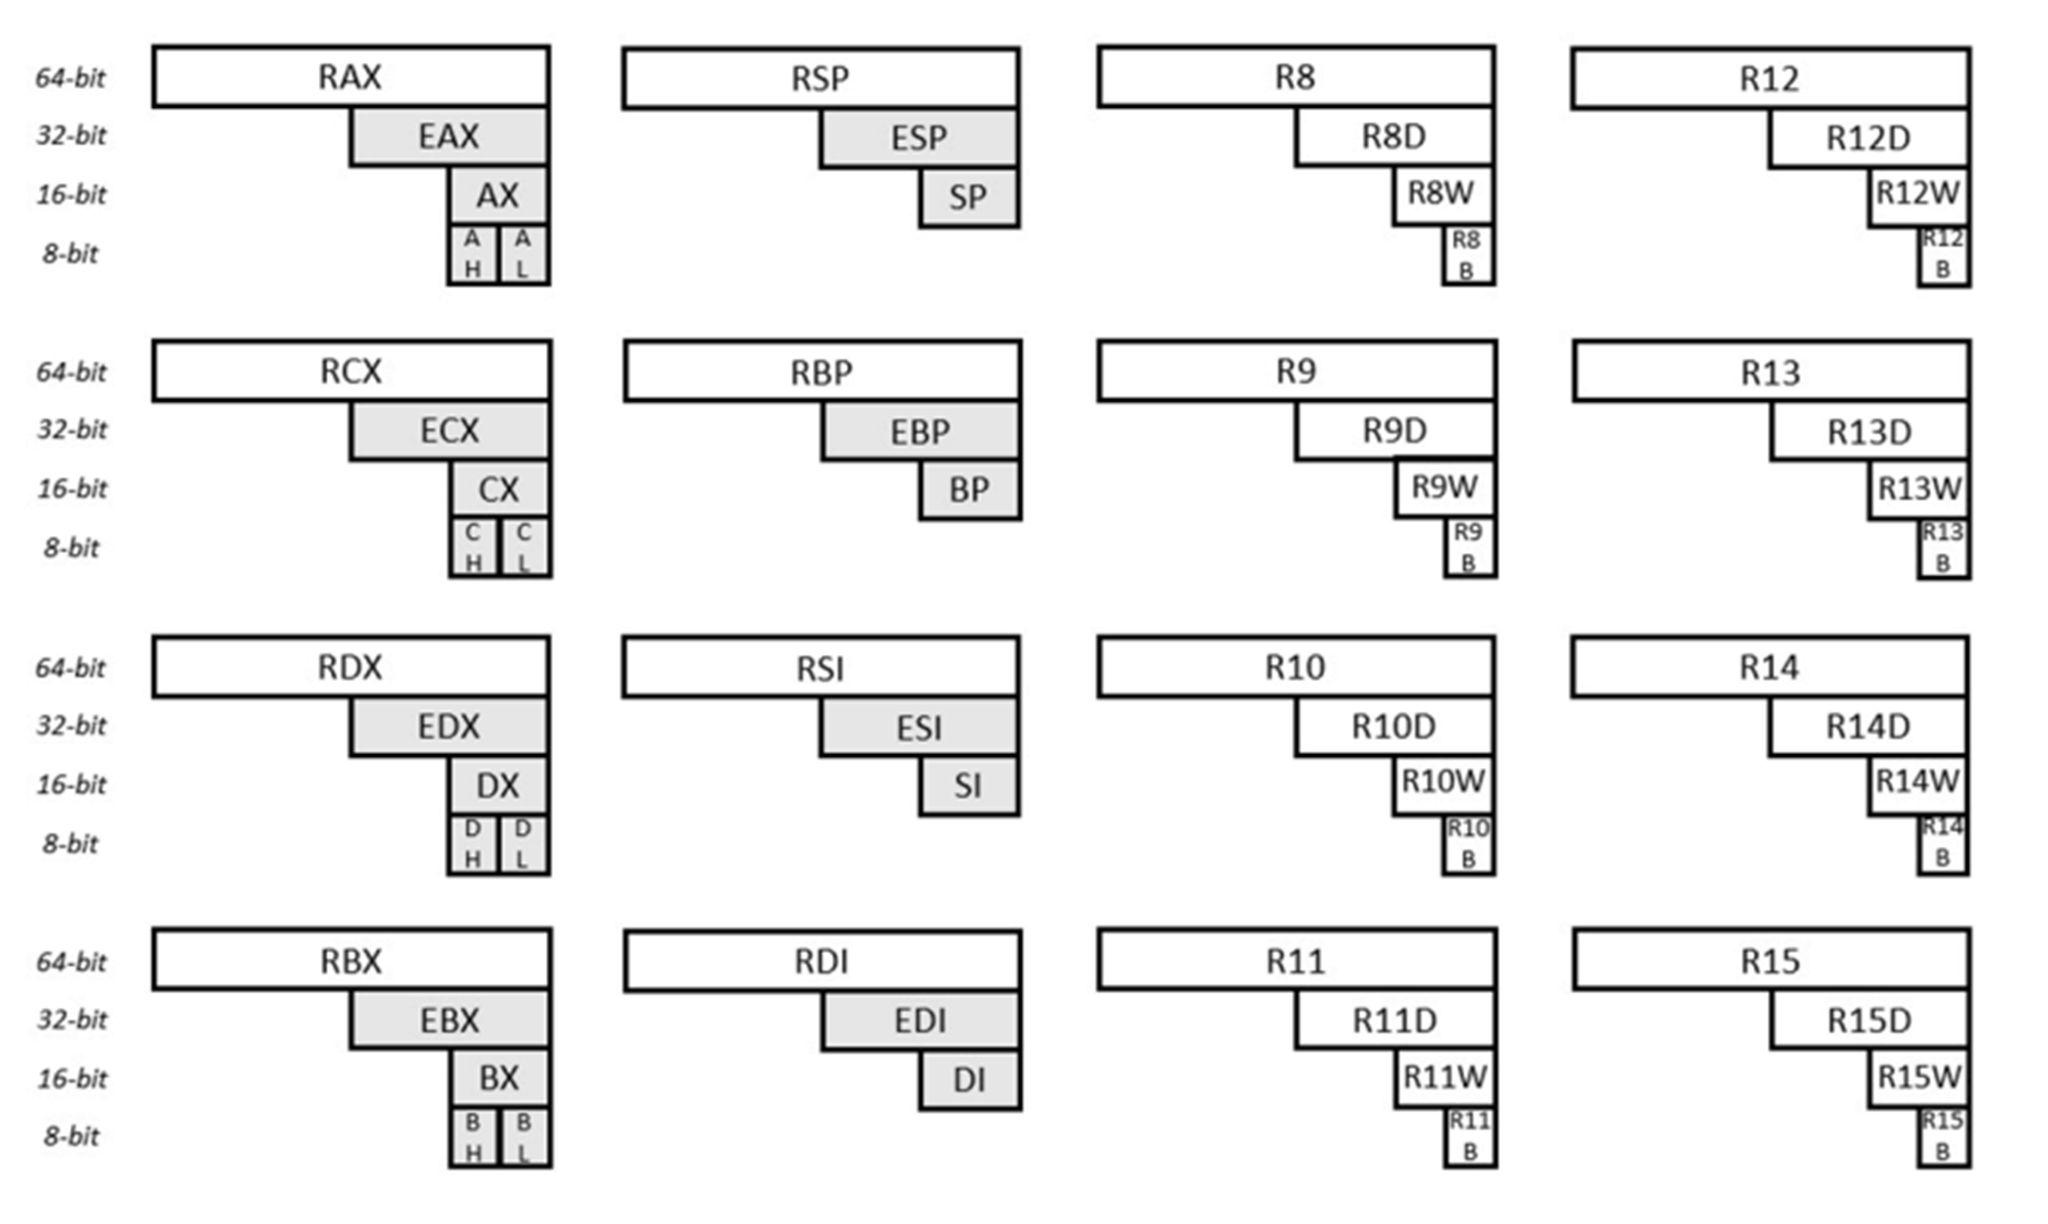 64-bit RAX RSP R8 R12
32-bit EAX ESP R8D R12D
16-bit AX SP R8W R12W
8-bit A A R8 R12
H L B B
64-bit RCX RBP R9 R13
32-bit ECX EBP R9D R13D
16-bit CX BP R9W R13W
8-bit C C R9 R13
H L B B
64-bit RDX RSI R10 R14
32-bit EDX ESI R10D R14D
16-bit DX SI R10W R14W
8-bit D D R10 R14
H L B B
64-bit RBX RDI R11 R15
32-bit EBX EDI R11D R15D
16-bit BX DI R11W R15W
8-bit B B R11 R15
H L B B